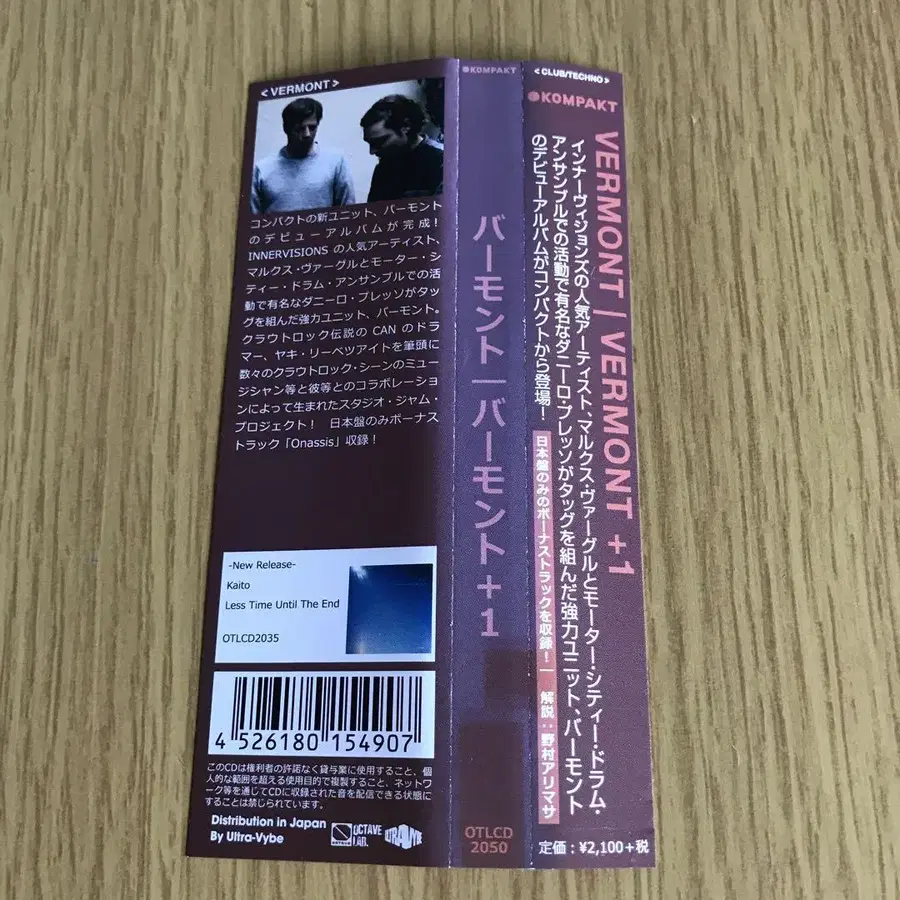 < VERMONT >
コンパクトの新ユニット、バーモント
のデビューアルバムが完成!
INNERVISIONS の人気アーティスト、
マルクス・ヴァーグルとモーター・シ
ティー・ドラム・アンサンブルでの活
動で有名なダニーロ・プレッソがタッ
グを組んだ強力ユニット、バーモント。
クラウトロック伝説の CAN のドラ
マー、ヤキ・リーベツァイトを筆頭に
数々のクラウトロック・シーンのミュー
ジシャン等と彼等とのコラボレーショ
ンによって生まれたスタジオ・ジャム・
プロジェクト! 日本盤のみボーナス
トラック「Onassis」収録!
-New Release-
Kaito
Less Time Until The End
OTLCD2035
4 526180 154907
このCDは権利者の許諾なく賃与業に使用すること、個
人的な範囲を超える使用目的で複製すること、ネットワ
ーク等を通じてCDに収録された音を配信できる状態に
することは禁じられています。
Distribution in Japan
By Ultra-Vybe
OCTAVE
LAB.
ULTRA-VYBE
KOMPAKT
バーモント | バーモント + 1
OTLCD
2050
< CLUB/TECHNO >
KOMPAKT
VERMONT | VERMONT +1
インナーヴィジョンズの人気アーティスト、マルクス・ヴァーグルとモーター・シティー・ドラム・
アンサンブルでの活動で有名なダニーロ・プレッソがタッグを組んだ強力ユニット、バーモント
のデビューアルバムがコンパクトから登場!
日本盤のみのボーナストラックを収録! | 解説:野村アリマサ
定価:¥2,100+税